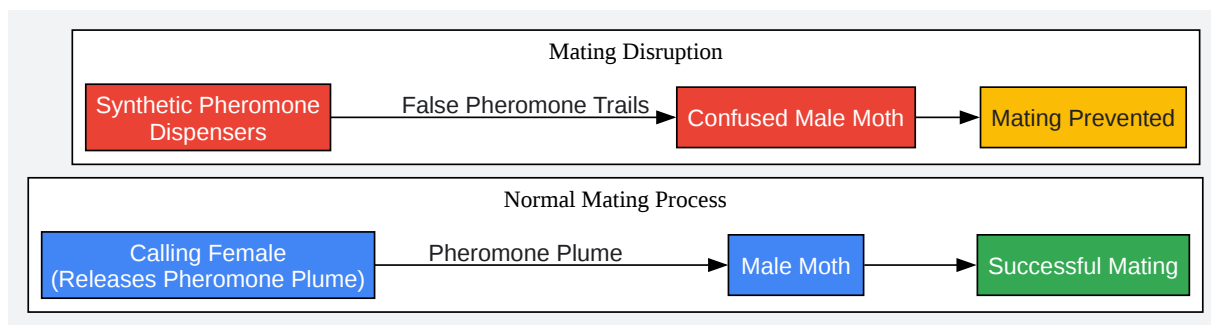 Mating Disruption
Synthetic Pheromone
Dispensers
False Pheromone Trails
Confused Male Moth
Mating Prevented
Normal Mating Process
Calling Female
(Releases Pheromone Plume)
Pheromone Plume
Male Moth
Successful Mating